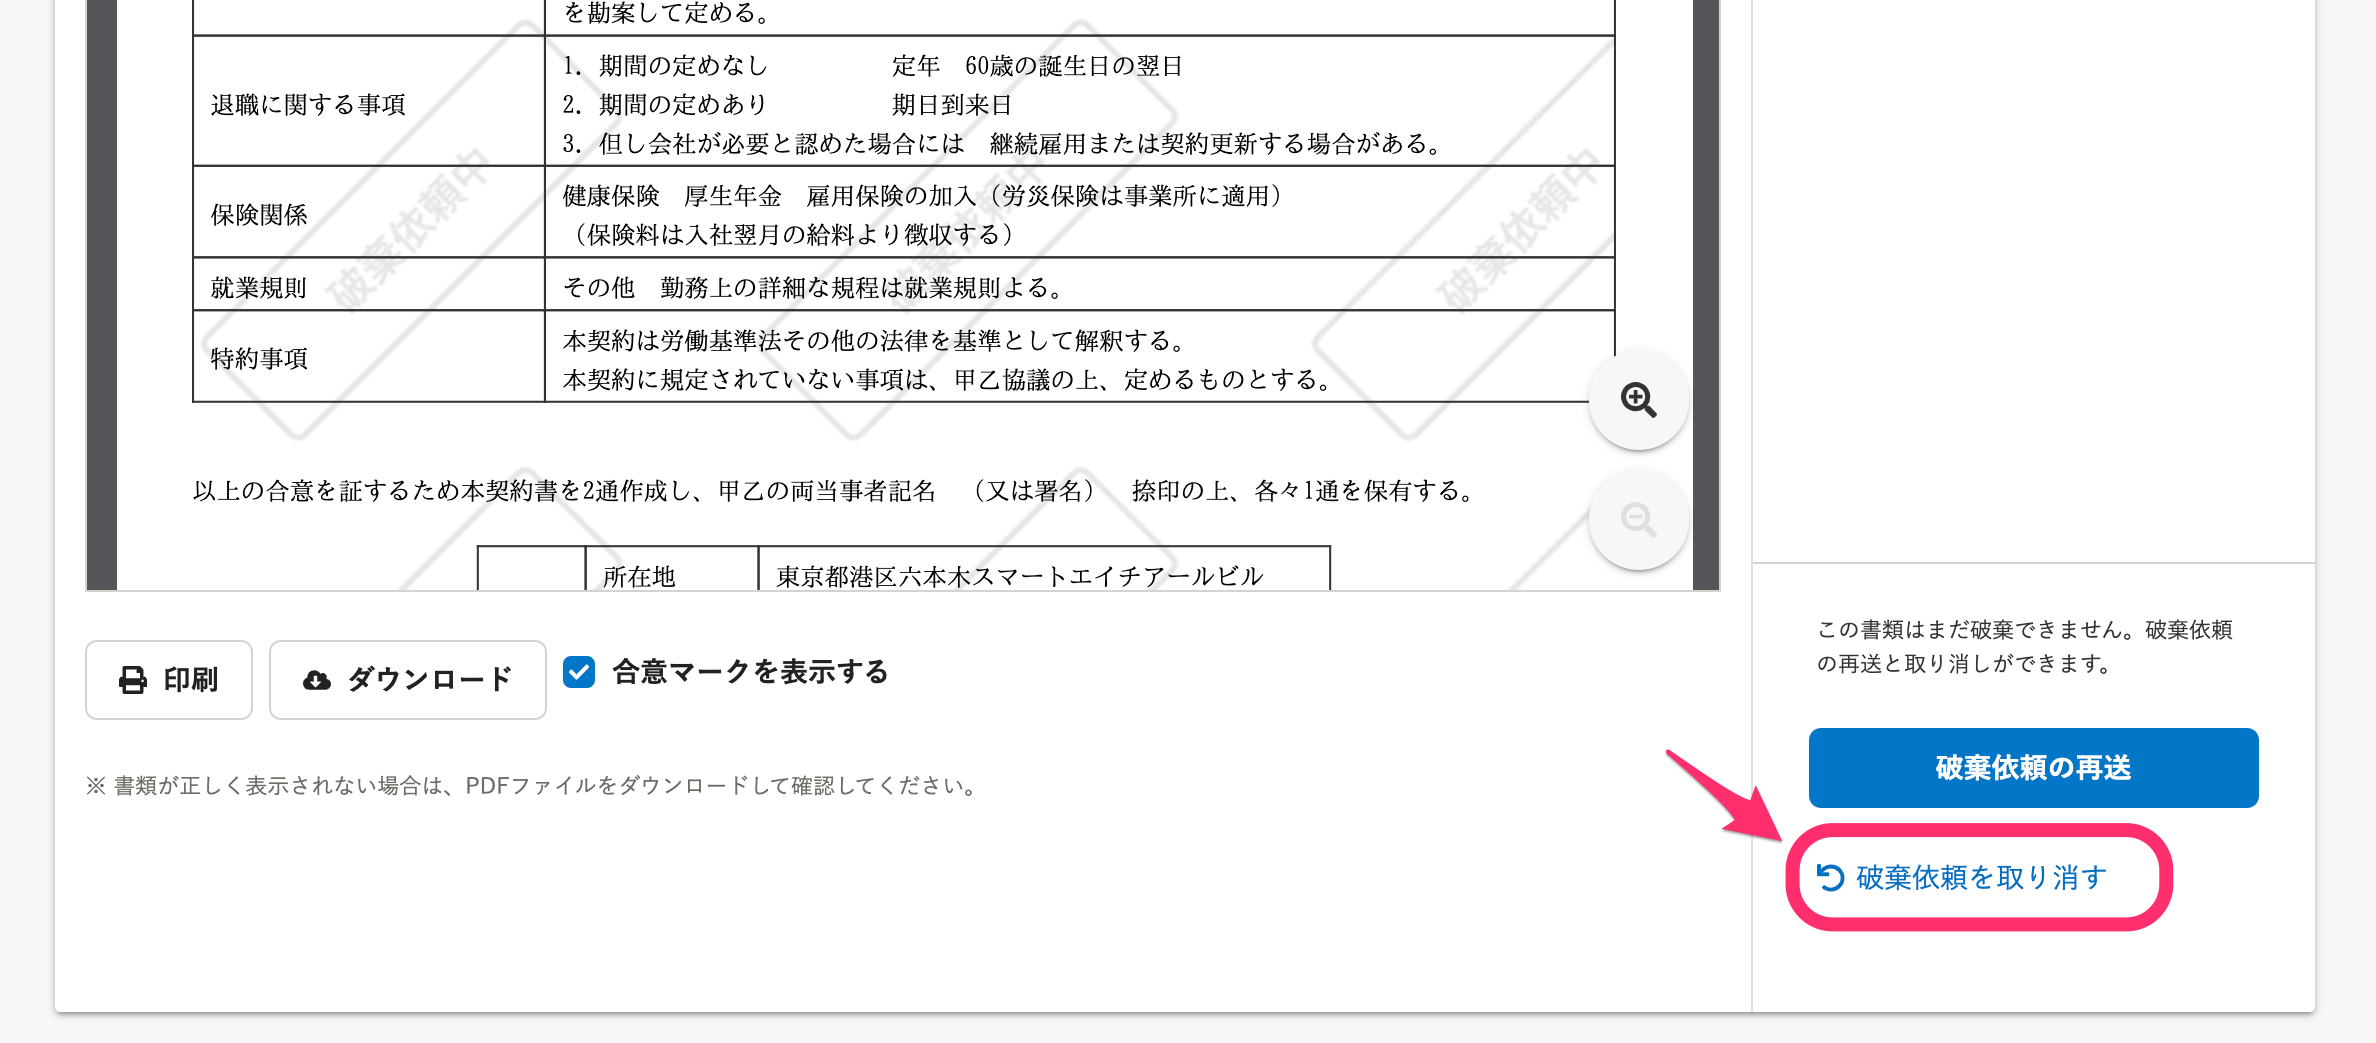 を勘案して定める。
退職に関する事項
1. 期間の定めなし　　　　　定年　60歳の誕生日の翌日
2. 期間の定めあり　　　　　期日到来日
3. 但し会社が必要と認めた場合には　継続雇用または契約更新する場合がある。
保険関係
健康保険　厚生年金　雇用保険の加入（労災保険は事業所に適用）
（保険料は入社翌月の給料より徴収する）
就業規則
その他　勤務上の詳細な規程は就業規則よる。
特約事項
本契約は労働基準法その他の法律を基準として解釈する。
本契約に規定されていない事項は、甲乙協議の上、定めるものとする。
破棄依頼中
破棄依頼中
破棄依頼中
以上の合意を証するため本契約書を2通作成し、甲乙の両当事者記名　（又は署名）　捺印の上、各々1通を保有する。
所在地
東京都港区六本木スマートエイチアールビル
印刷
ダウンロード
合意マークを表示する
※ 書類が正しく表示されない場合は、PDFファイルをダウンロードして確認してください。
この書類はまだ破棄できません。破棄依頼
の再送と取り消しができます。
破棄依頼の再送
破棄依頼を取り消す